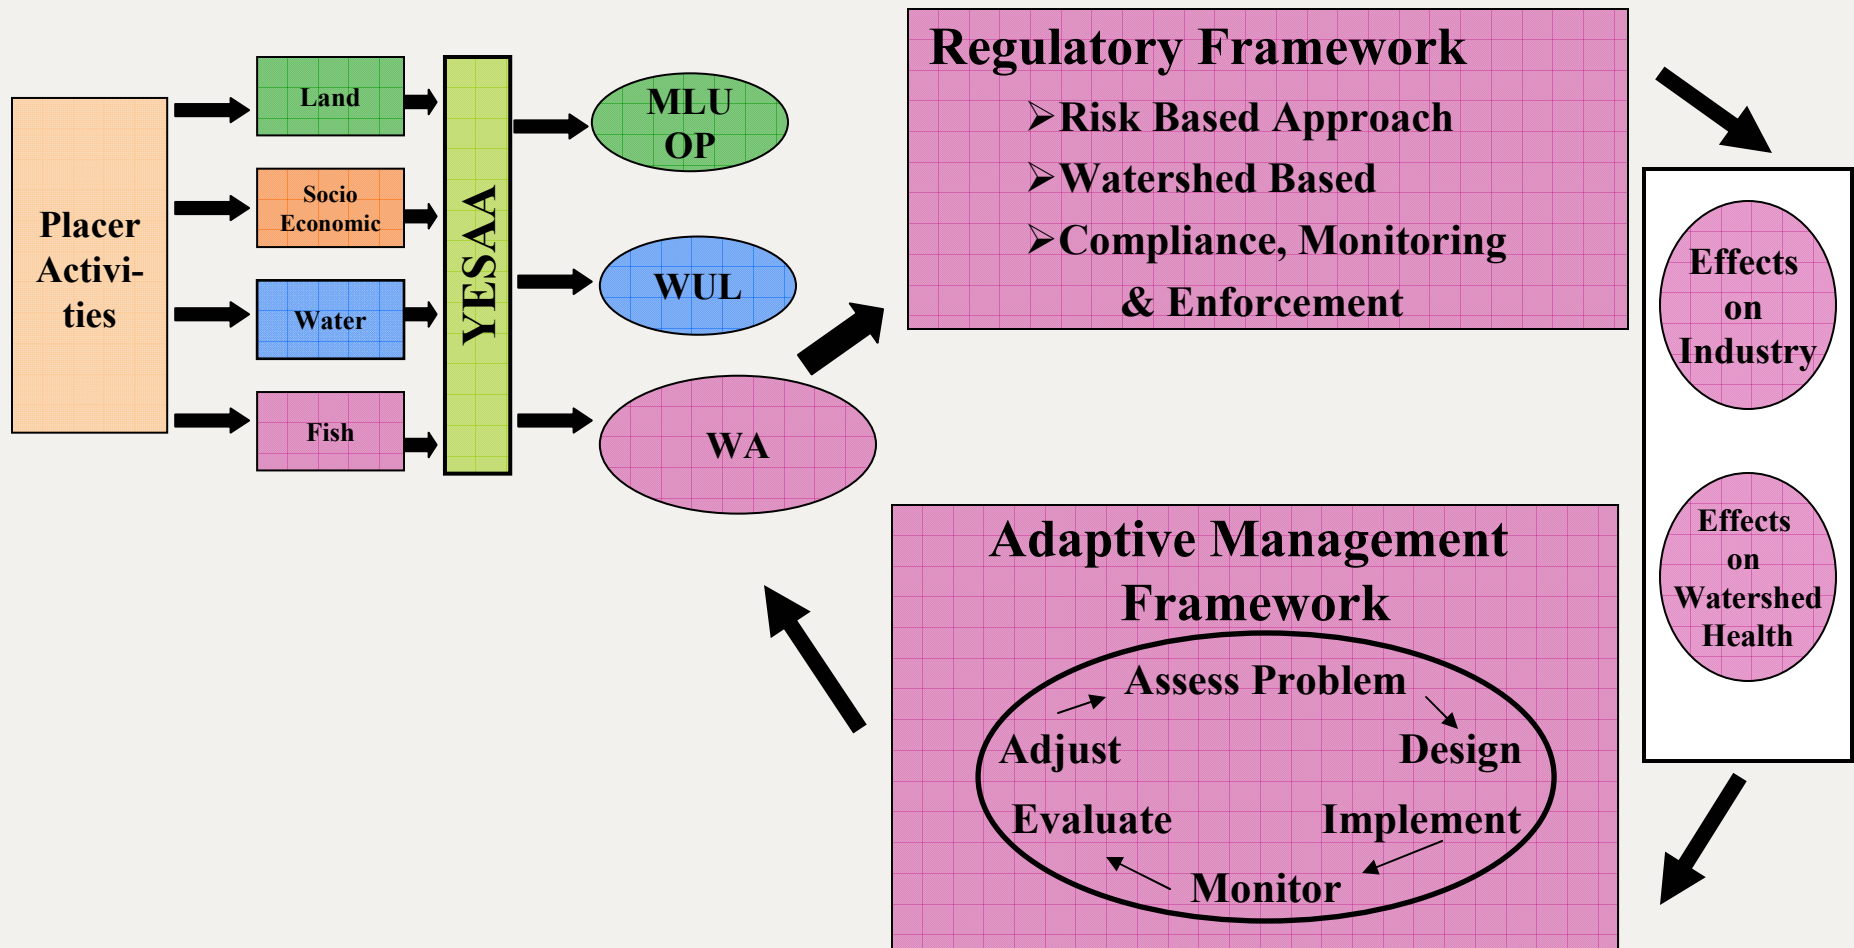 Placer
Activi-
ties
Land
Socio
Economic
Water
Fish
YESAA
MLU
OP
WUL
WA
Regulatory Framework
➢Risk Based Approach
➢Watershed Based
➢Compliance, Monitoring
& Enforcement
Effects
on
Industry
Effects
on
Watershed
Health
Adaptive Management
Framework
Assess Problem
Adjust
Design
Evaluate
Implement
Monitor